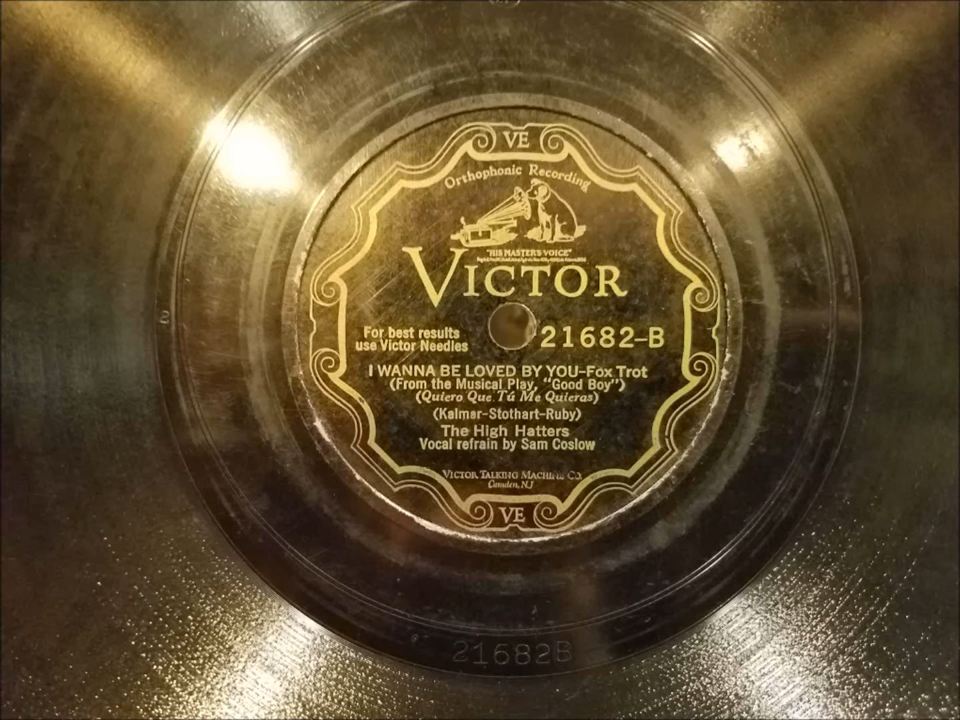 VE
Orthophonic Recording
"HIS MASTER'S VOICE"
VICTOR
For best results
use Victor Needles
21682-B
I WANNA BE LOVED BY YOU-FOX TROT
(From the Musical Play, "Good Boy")
(Quiero Que Tú Me Quieras)
(Kalmar-Stothart-Ruby)
The High Hatters
Vocal refrain by Sam Coslow
VICTOR TALKING MACHINE CO.
Camden, N.J.
VE
21682B